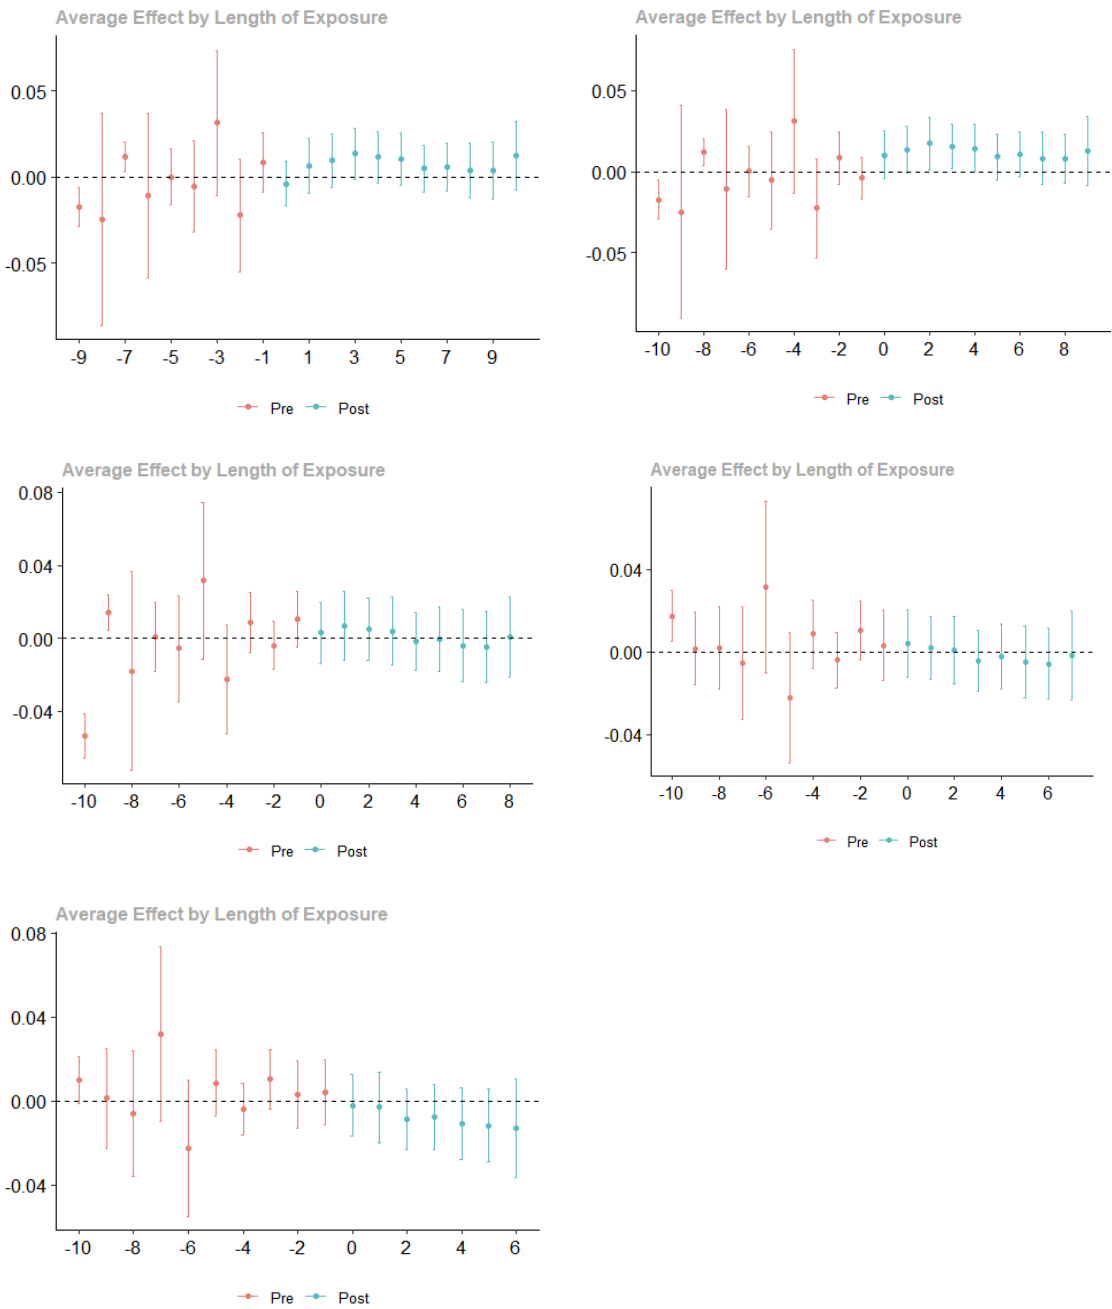 Average Effect by Length of Exposure
0.05
0.00
-0.05
-9 -7 -5 -3 -1 1 3 5 7 9
Pre Post
Average Effect by Length of Exposure
0.05
0.00
-0.05
-10 -8 -6 -4 -2 0 2 4 6 8
Pre Post
Average Effect by Length of Exposure
0.08
0.04
0.00
-0.04
-10 -8 -6 -4 -2 0 2 4 6 8
Pre Post
Average Effect by Length of Exposure
0.04
0.00
-0.04
-10 -8 -6 -4 -2 0 2 4 6
Pre Post
Average Effect by Length of Exposure
0.08
0.04
0.00
-0.04
-10 -8 -6 -4 -2 0 2 4 6
Pre Post